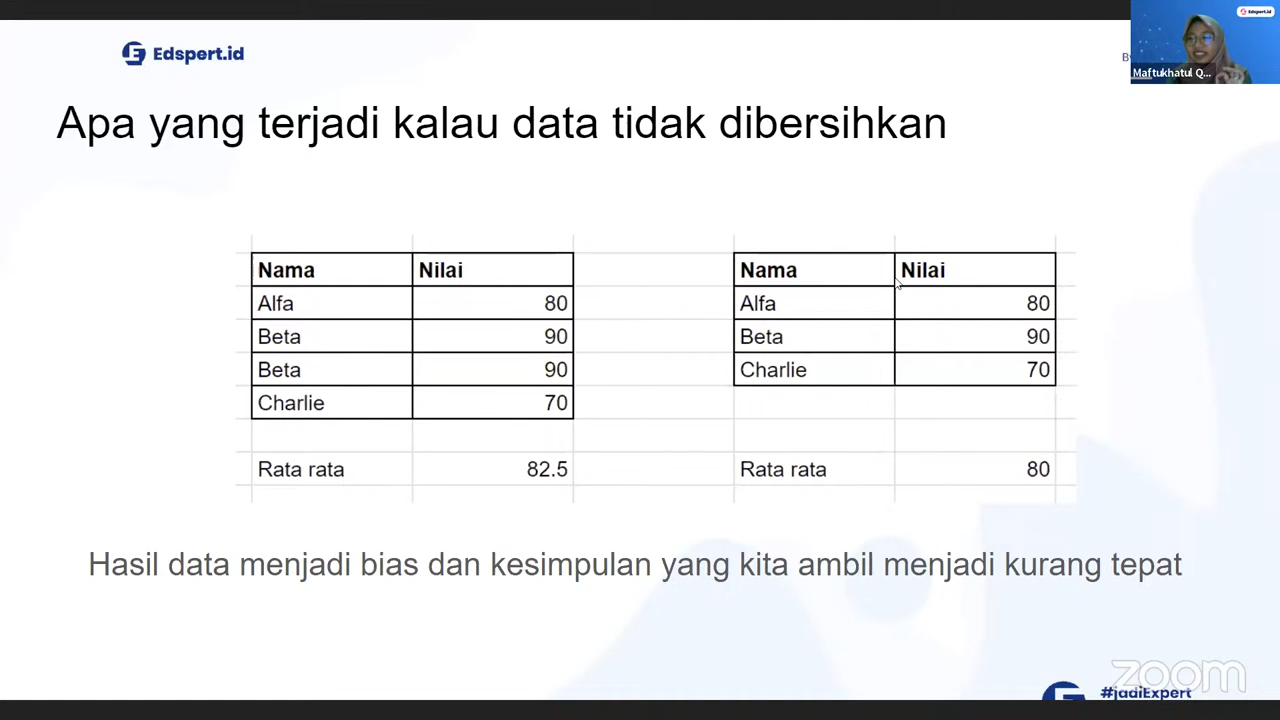 Edspert.id
Edspert.id
Maftukhatul Q...
Apa yang terjadi kalau data tidak dibersihkan
Nama Nilai
Alfa 80
Beta 90
Beta 90
Charlie 70
Rata rata 82.5
Nama Nilai
Alfa 80
Beta 90
Charlie 70
Rata rata 80
Hasil data menjadi bias dan kesimpulan yang kita ambil menjadi kurang tepat
zoom
#jadiExpert